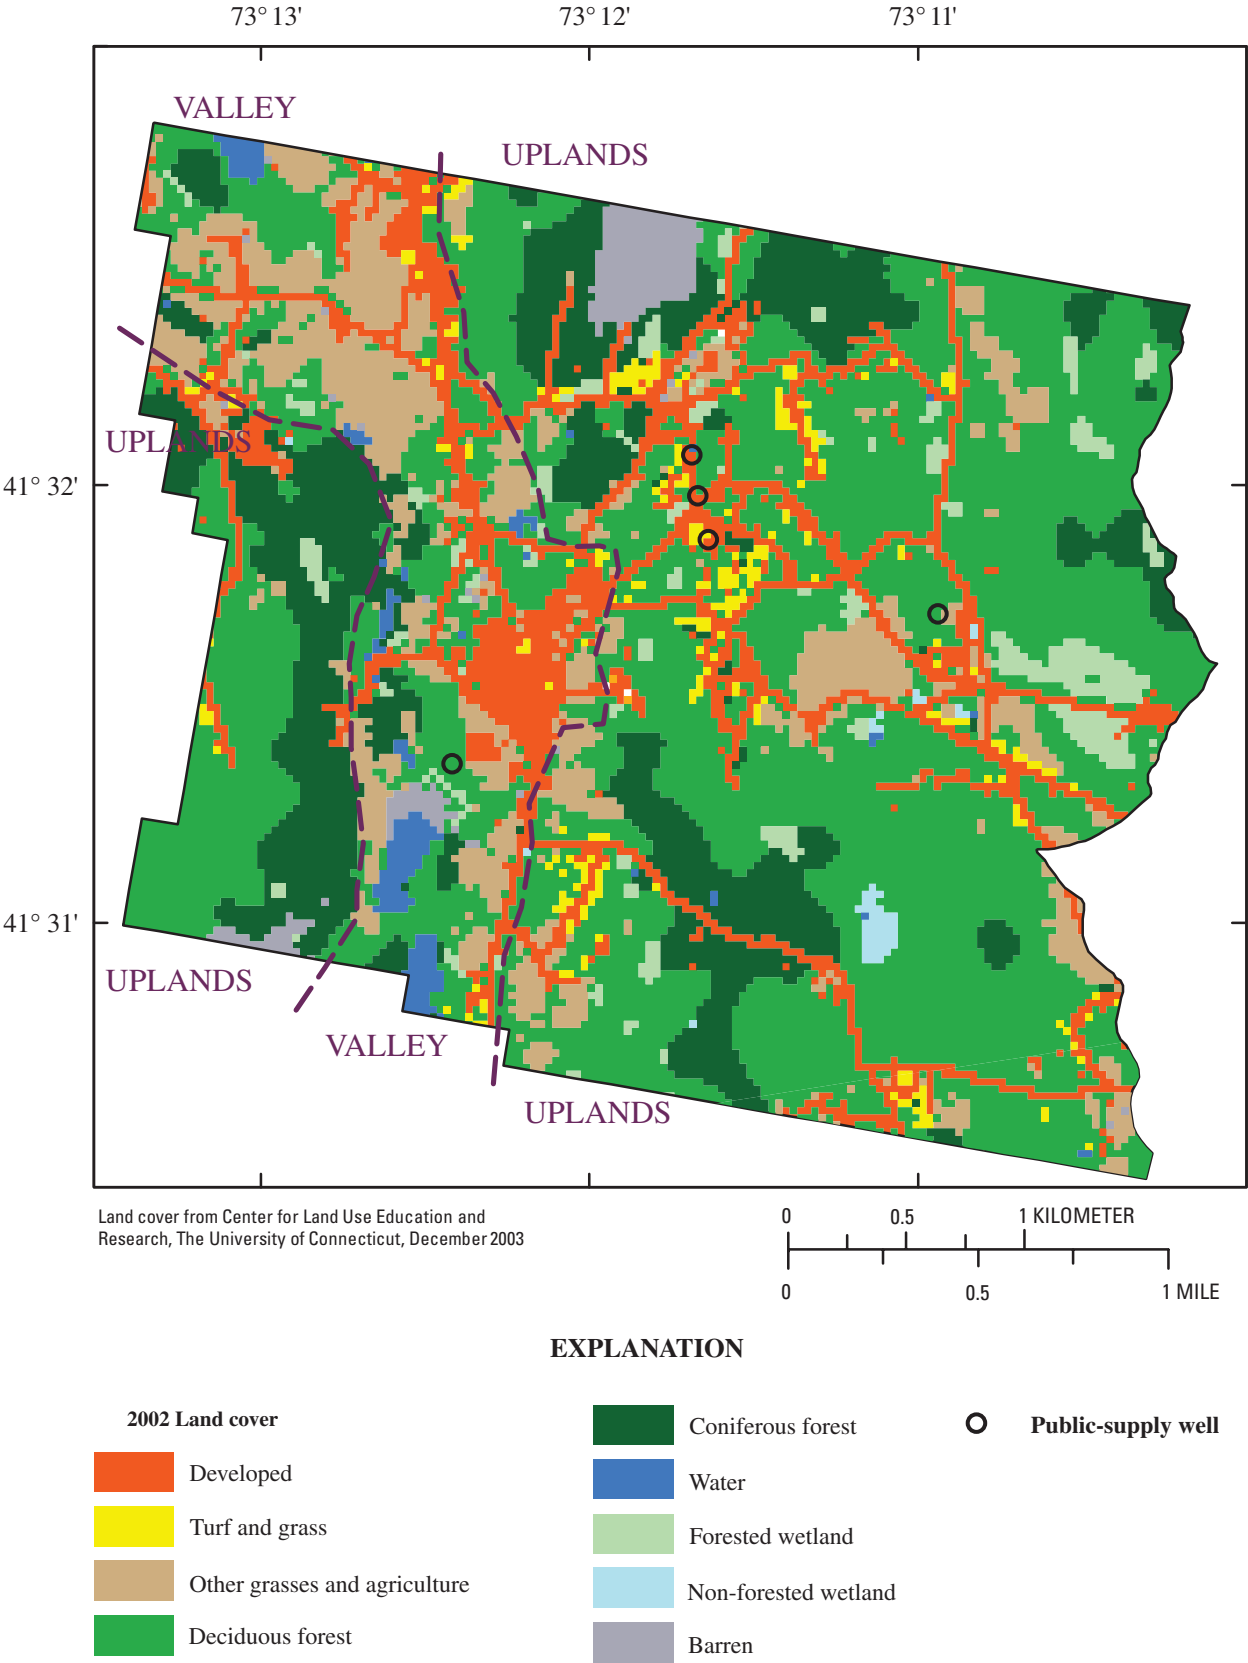 73° 13'
73° 12'
73° 11'
VALLEY
UPLANDS
UPLANDS
41° 32'
41° 31'
UPLANDS
VALLEY
UPLANDS
Land cover from Center for Land Use Education and
Research, The University of Connecticut, December 2003
0 0.5 1 KILOMETER
0 0.5 1 MILE
EXPLANATION
2002 Land cover
Developed
Turf and grass
Other grasses and agriculture
Deciduous forest
Coniferous forest
Water
Forested wetland
Non-forested wetland
Barren
Public-supply well